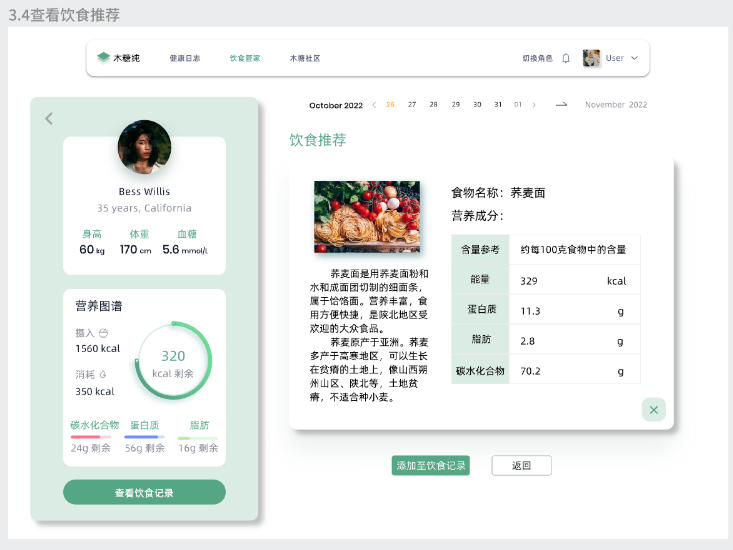 3.4查看饮食推荐
木糖纯 健康日志 饮食管家 木糖社区 切换角色 User
October 2022 26 27 28 29 30 31 01 November 2022
饮食推荐
Bess Willis
35 years, California
身高 体重 血糖
60 kg 170 cm 5.6 mmol/L
营养图谱
摄入
1560 kcal
消耗
350 kcal
320
kcal 剩余
碳水化合物 蛋白质 脂肪
24g 剩余 56g 剩余 16g 剩余
查看饮食记录
荞麦面是用荞麦面粉和
水和成面团切制的细面条，
属于饸饹面。营养丰富，食
用方便快捷，是陕北地区受
欢迎的大众食品。
荞麦原产于亚洲。荞麦
多产于高寒地区，可以生长
在贫瘠的土地上，像山西朔
州山区、陕北等，土地贫
瘠，不适合种小麦。
食物名称：荞麦面
营养成分：
含量参考 约每100克食物中的含量
能量 329 kcal
蛋白质 11.3 g
脂肪 2.8 g
碳水化合物 70.2 g
添加至饮食记录 返回